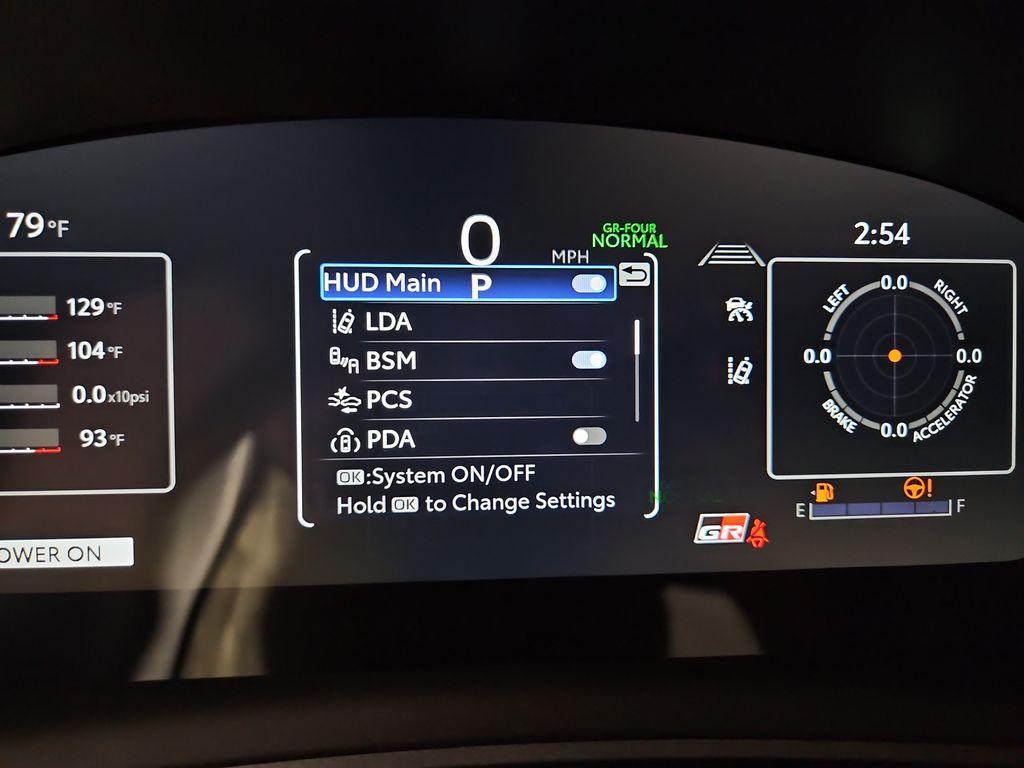 79°F
129°F
104°F
0.0x10psi
93°F
OWER ON
0
MPH
GR-FOUR
NORMAL
HUD Main P
LDA
BSM
PCS
PDA
OK:System ON/OFF
Hold OK to Change Settings
NORMAL
2:54
0.0
LEFT RIGHT
0.0 0.0
BRAKE ACCELERATOR
0.0
E F
GR